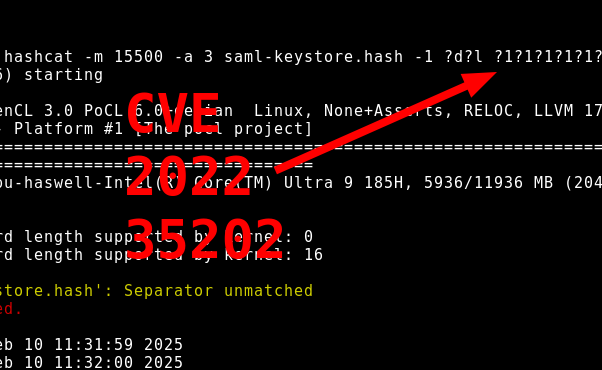 hashcat -m 15500 -a 3 saml-keystore.hash -1 ?d?l ?1?1?1?1?1?
) starting
enCL 3.0 PoCL 6.0+debian Linux, None+Asserts, RELOC, LLVM 17
CVE
Platform #1 [The pocl project]
2022
pu-haswell-Intel(R) Core(TM) Ultra 9 185H, 5936/11936 MB (204
35202
rd length supported by kernel: 0
rd length supported by kernel: 16
store.hash': Separator unmatched
ed.
eb 10 11:31:59 2025
eb 10 11:32:00 2025